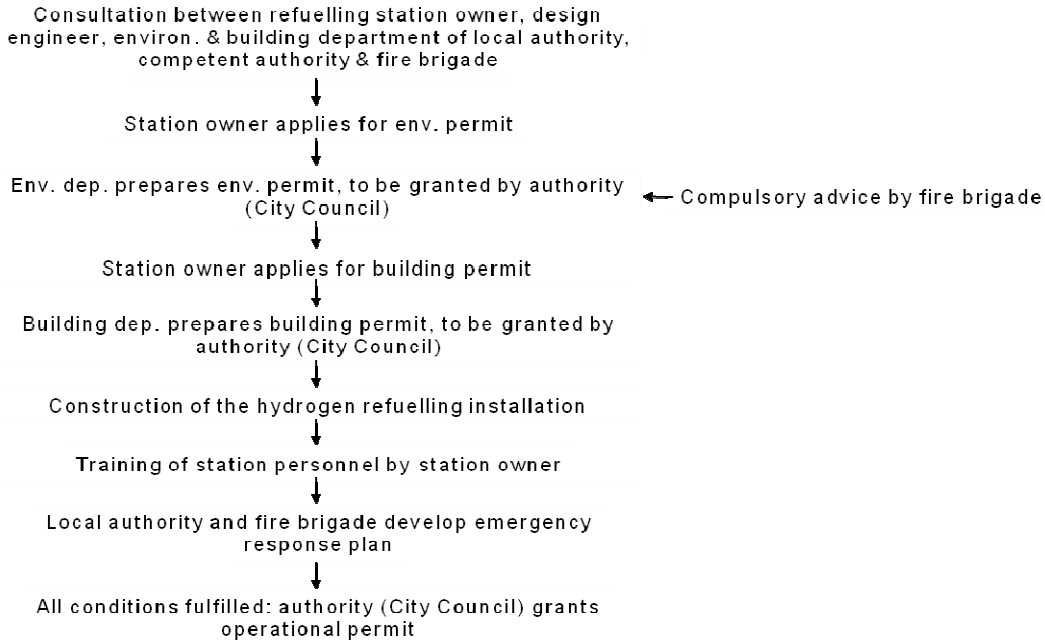 Consultation between refuelling station owner, design
engineer, environ. & building department of local authority,
competent authority & fire brigade
Station owner applies for env. permit
Env. dep. prepares env. permit, to be granted by authority
(City Council)
Compulsory advice by fire brigade
Station owner applies for building permit
Building dep. prepares building permit, to be granted by
authority (City Council)
Construction of the hydrogen refuelling installation
Training of station personnel by station owner
Local authority and fire brigade develop emergency
response plan
All conditions fulfilled: authority (City Council) grants
operational permit